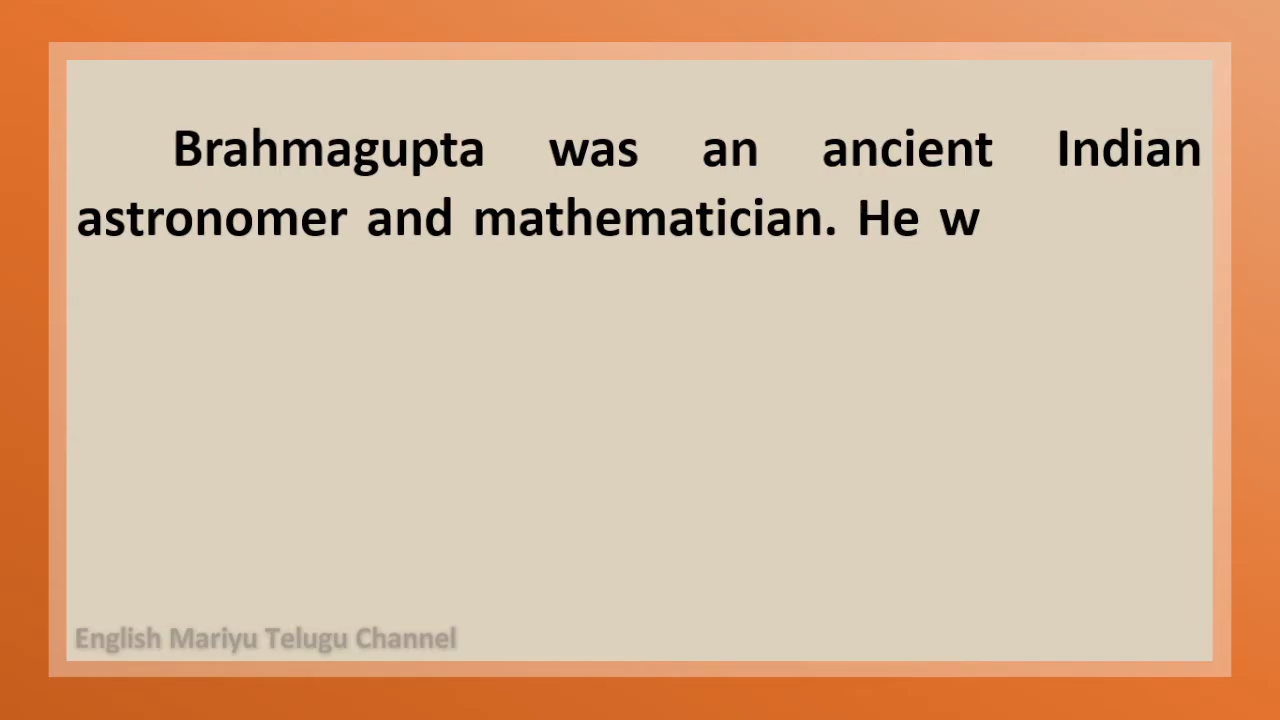 Brahmagupta was an ancient Indian
astronomer and mathematician. He w
English Mariyu Telugu Channel